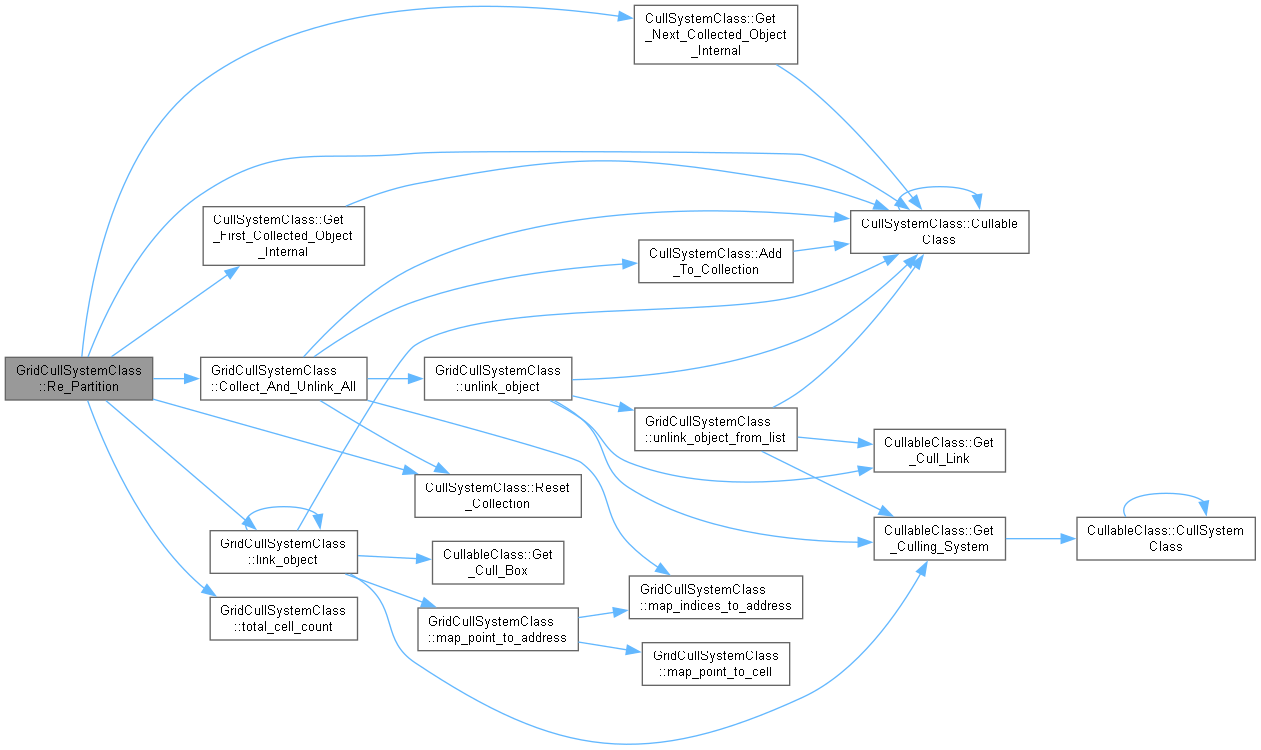 CullSystemClass::Get
_Next_Collected_Object
_Internal
CullSystemClass::Get
_First_Collected_Object
_Internal
CullSystemClass::Cullable
Class
CullSystemClass::Add
_To_Collection
GridCullSystemClass
::Re_Partition
GridCullSystemClass
::Collect_And_Unlink_All
GridCullSystemClass
::unlink_object
GridCullSystemClass
::unlink_object_from_list
CullableClass::Get
_Cull_Link
CullSystemClass::Reset
_Collection
CullableClass::Get
_Culling_System
CullableClass::CullSystem
Class
GridCullSystemClass
::link_object
CullableClass::Get
_Cull_Box
GridCullSystemClass
::map_indices_to_address
GridCullSystemClass
::total_cell_count
GridCullSystemClass
::map_point_to_address
GridCullSystemClass
::map_point_to_cell